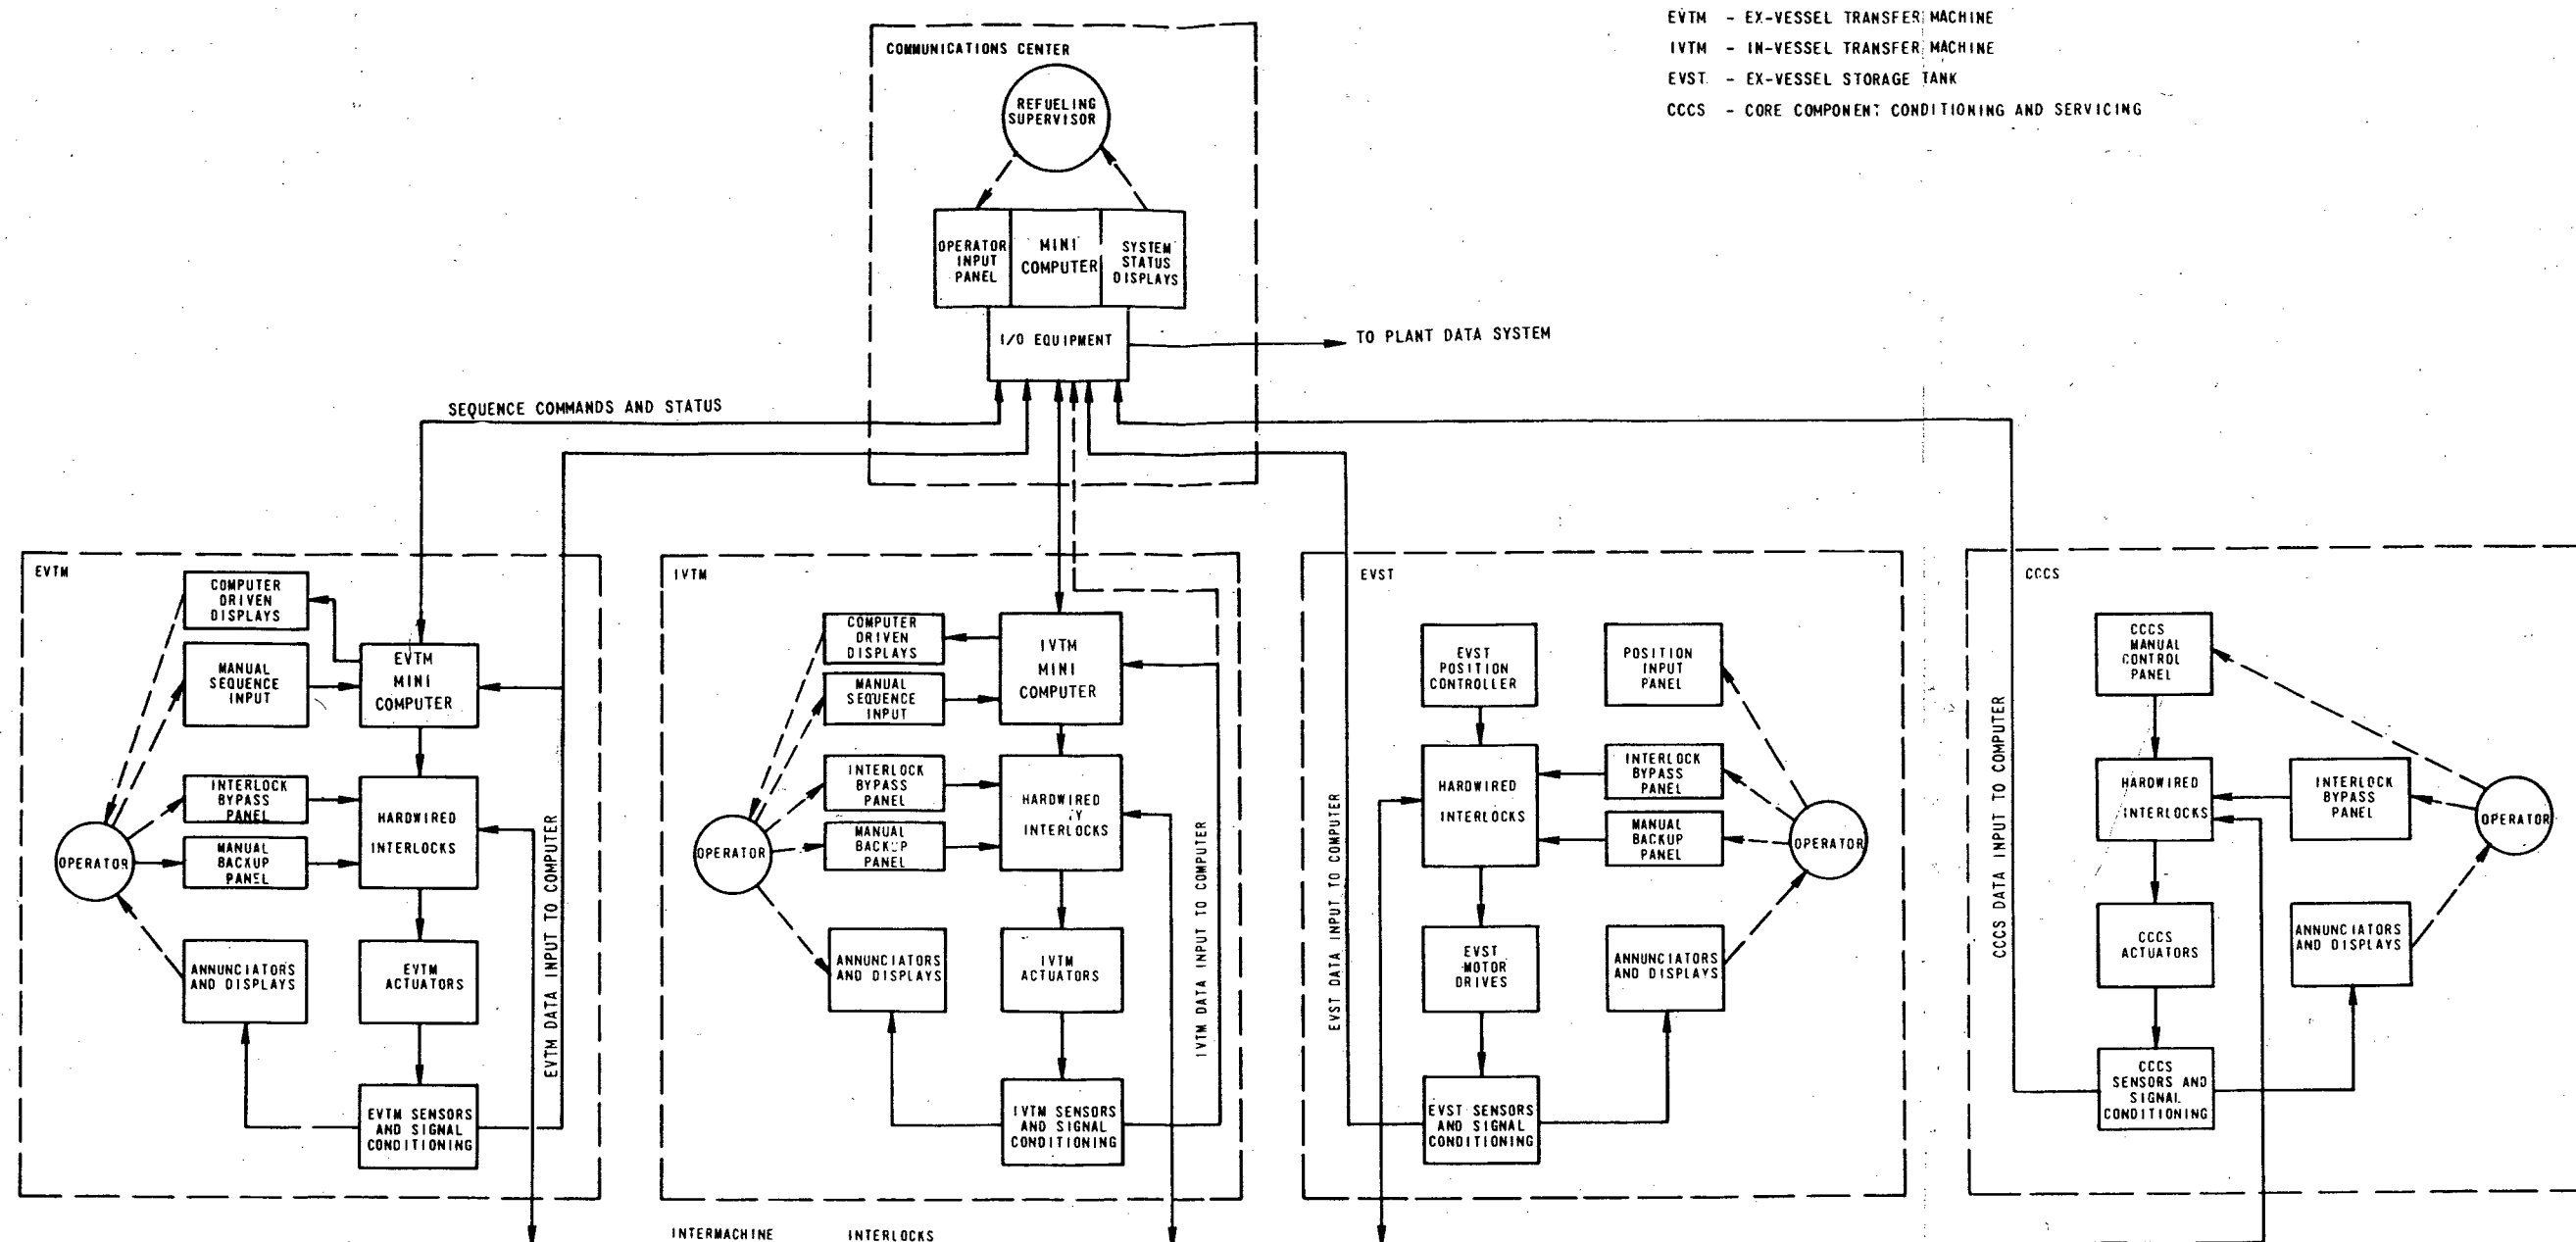 EVTM - EX-VESSEL TRANSFER MACHINE
IVTM - IN-VESSEL TRANSFER MACHINE
EVST - EX-VESSEL STORAGE TANK
CCCS - CORE COMPONENT CONDITIONING AND SERVICING
COMMUNICATIONS CENTER
REFUELING
SUPERVISOR
OPERATOR
INPUT
PANEL
MINI
COMPUTER
SYSTEM
STATUS
DISPLAYS
I/O EQUIPMENT
TO PLANT DATA SYSTEM
SEQUENCE COMMANDS AND STATUS
EVTM
COMPUTER
DRIVEN
DISPLAYS
MANUAL
SEQUENCE
INPUT
EVTM
MINI
COMPUTER
INTERLOCK
BYPASS
PANEL
MANUAL
BACKUP
PANEL
HARDWIRED
INTERLOCKS
OPERATOR
ANNUNCIATORS
AND DISPLAYS
EVTM
ACTUATORS
EVTM SENSORS
AND SIGNAL
CONDITIONING
EVTM DATA INPUT TO COMPUTER
IVTM
COMPUTER
DRIVEN
DISPLAYS
MANUAL
SEQUENCE
INPUT
IVTM
MINI
COMPUTER
INTERLOCK
BYPASS
PANEL
MANUAL
BACKUP
PANEL
HARDWIRED
INTERLOCKS
OPERATOR
ANNUNCIATORS
AND DISPLAYS
IVTM
ACTUATORS
IVTM SENSORS
AND SIGNAL
CONDITIONING
IVTM DATA INPUT TO COMPUTER
EVST
EVST
POSITION
CONTROLLER
POSITION
INPUT
PANEL
HARDWIRED
INTERLOCKS
INTERLOCK
BYPASS
PANEL
MANUAL
BACKUP
PANEL
OPERATOR
EVST
MOTOR
DRIVES
ANNUNCIATORS
AND DISPLAYS
EVST SENSORS
AND SIGNAL
CONDITIONING
EVST DATA INPUT TO COMPUTER
CCCS
CCCS
MANUAL
CONTROL
PANEL
HARDWIRED
INTERLOCKS
INTERLOCK
BYPASS
PANEL
OPERATOR
CCCS
ACTUATORS
ANNUNCIATORS
AND DISPLAYS
CCCS
SENSORS AND
SIGNAL
CONDITIONING
CCCS DATA INPUT TO COMPUTER
INTERMACHINE INTERLOCKS